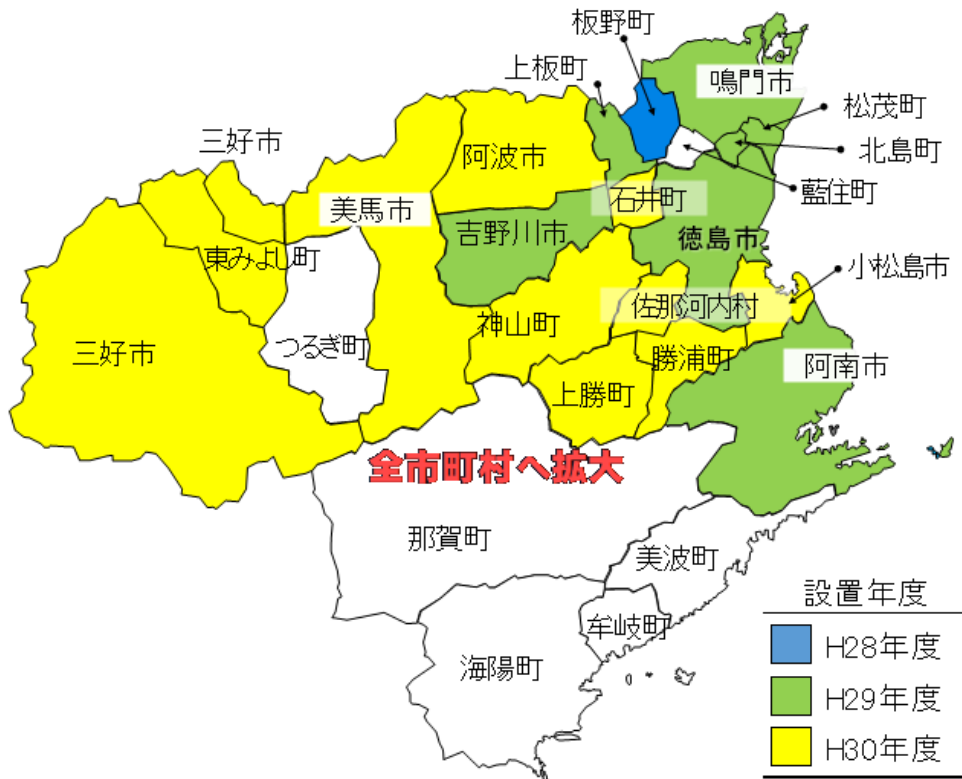 板野町
上板町
鳴門市
松茂町
三好市
阿波市
北島町
藍住町
美馬市
石井町
吉野川市
徳島市
東みよし町
小松島市
佐那河内村
神山町
つるぎ町
三好市
勝浦町
阿南市
上勝町
全市町村へ拡大
那賀町
美波町
設置年度
牟岐町
H28年度
海陽町
H29年度
H30年度